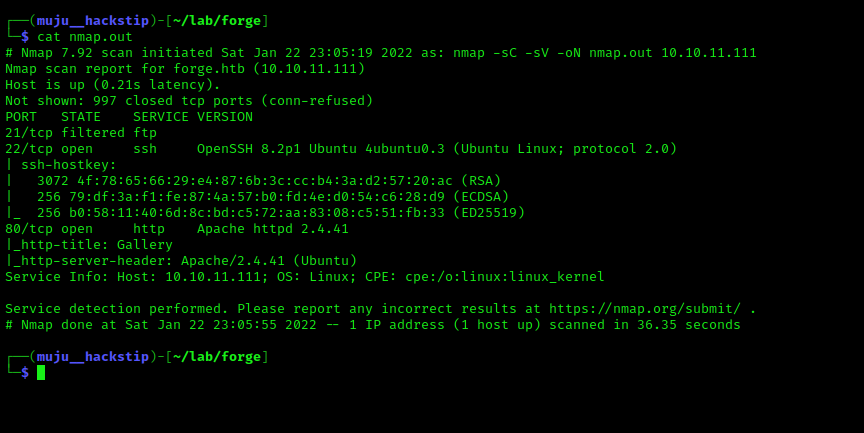 ┌──(muju__hackstip)-[~/lab/forge]
└─$ cat nmap.out
# Nmap 7.92 scan initiated Sat Jan 22 23:05:19 2022 as: nmap -sC -sV -oN nmap.out 10.10.11.111
Nmap scan report for forge.htb (10.10.11.111)
Host is up (0.21s latency).
Not shown: 997 closed tcp ports (conn-refused)
PORT   STATE    SERVICE VERSION
21/tcp filtered ftp
22/tcp open     ssh     OpenSSH 8.2p1 Ubuntu 4ubuntu0.3 (Ubuntu Linux; protocol 2.0)
| ssh-hostkey:
|   3072 4f:78:65:66:29:e4:87:6b:3c:cc:b4:3a:d2:57:20:ac (RSA)
|   256 79:df:3a:f1:fe:87:4a:57:b0:fd:4e:d0:54:c6:28:d9 (ECDSA)
|_  256 b0:58:11:40:6d:8c:bd:c5:72:aa:83:08:c5:51:fb:33 (ED25519)
80/tcp open     http    Apache httpd 2.4.41
|_http-title: Gallery
|_http-server-header: Apache/2.4.41 (Ubuntu)
Service Info: Host: 10.10.11.111; OS: Linux; CPE: cpe:/o:linux:linux_kernel

Service detection performed. Please report any incorrect results at https://nmap.org/submit/ .
# Nmap done at Sat Jan 22 23:05:55 2022 -- 1 IP address (1 host up) scanned in 36.35 seconds

┌──(muju__hackstip)-[~/lab/forge]
└─$